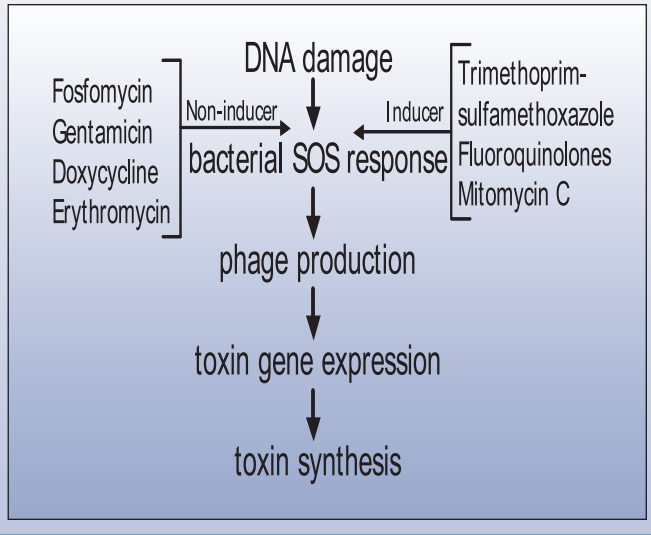 DNA damage
Fosfomycin
Gentamicin
Doxycycline
Erythromycin
Non-inducer
Inducer
Trimethoprim-
sulfamethoxazole
Fluoroquinolones
Mitomycin C
bacterial SOS response
phage production
toxin gene expression
toxin synthesis